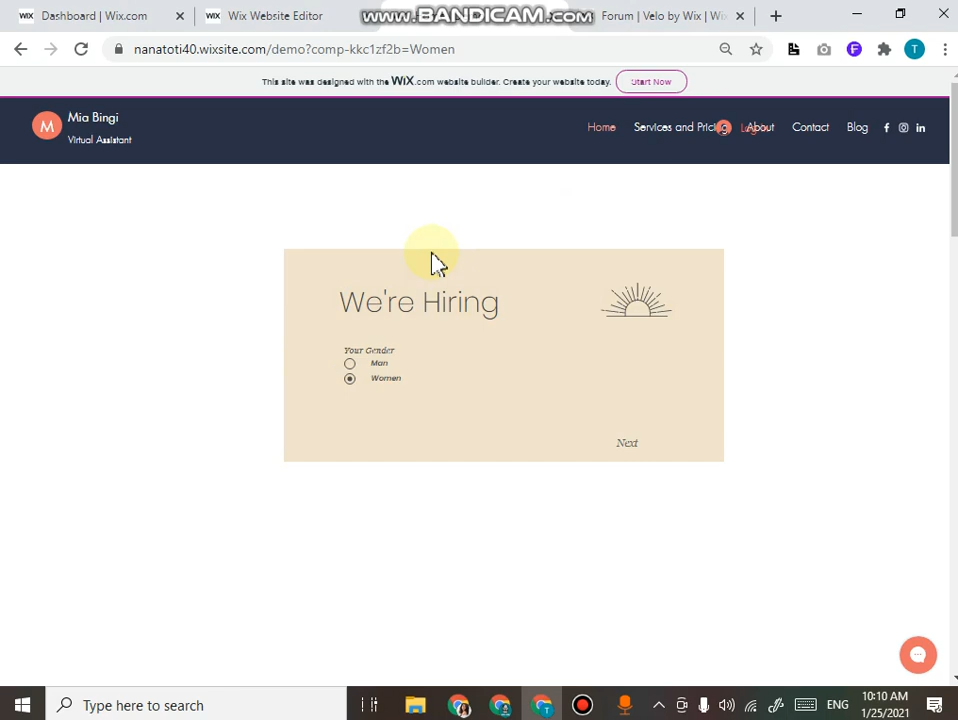 WIX Dashboard | Wix.com
WIX Wix Website Editor
WWW.BANDICAM.COM
Forum | Velo by Wix | Wi
nanatoti40.wixsite.com/demo?comp-kkc1zf2b=Women
F
T
This site was designed with the WiX.com website builder. Create your website today.
Start Now
M
Mia Bingi
Virtual Assistant
Home
Services and Pricing
About
Contact
Blog
We're Hiring
Your Gender
Man
Women
Next
Type here to search
ENG
10:10 AM
1/25/2021